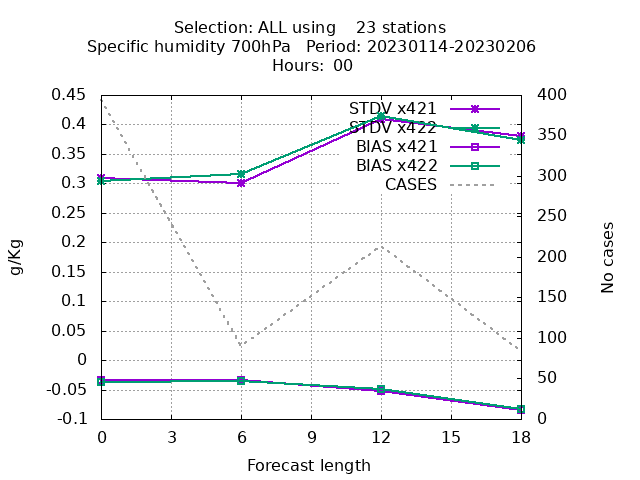 Selection: ALL using    23 stations
Specific humidity 700hPa   Period: 20230114-20230206
Hours:  00
0.45
0.4
0.35
0.3
0.25
0.2
0.15
0.1
0.05
0
-0.05
-0.1
g/Kg
STDV x421
STDV x422
BIAS x421
BIAS x422
CASES
400
350
300
250
200
150
100
50
0
No cases
0 3 6 9 12 15 18
Forecast length